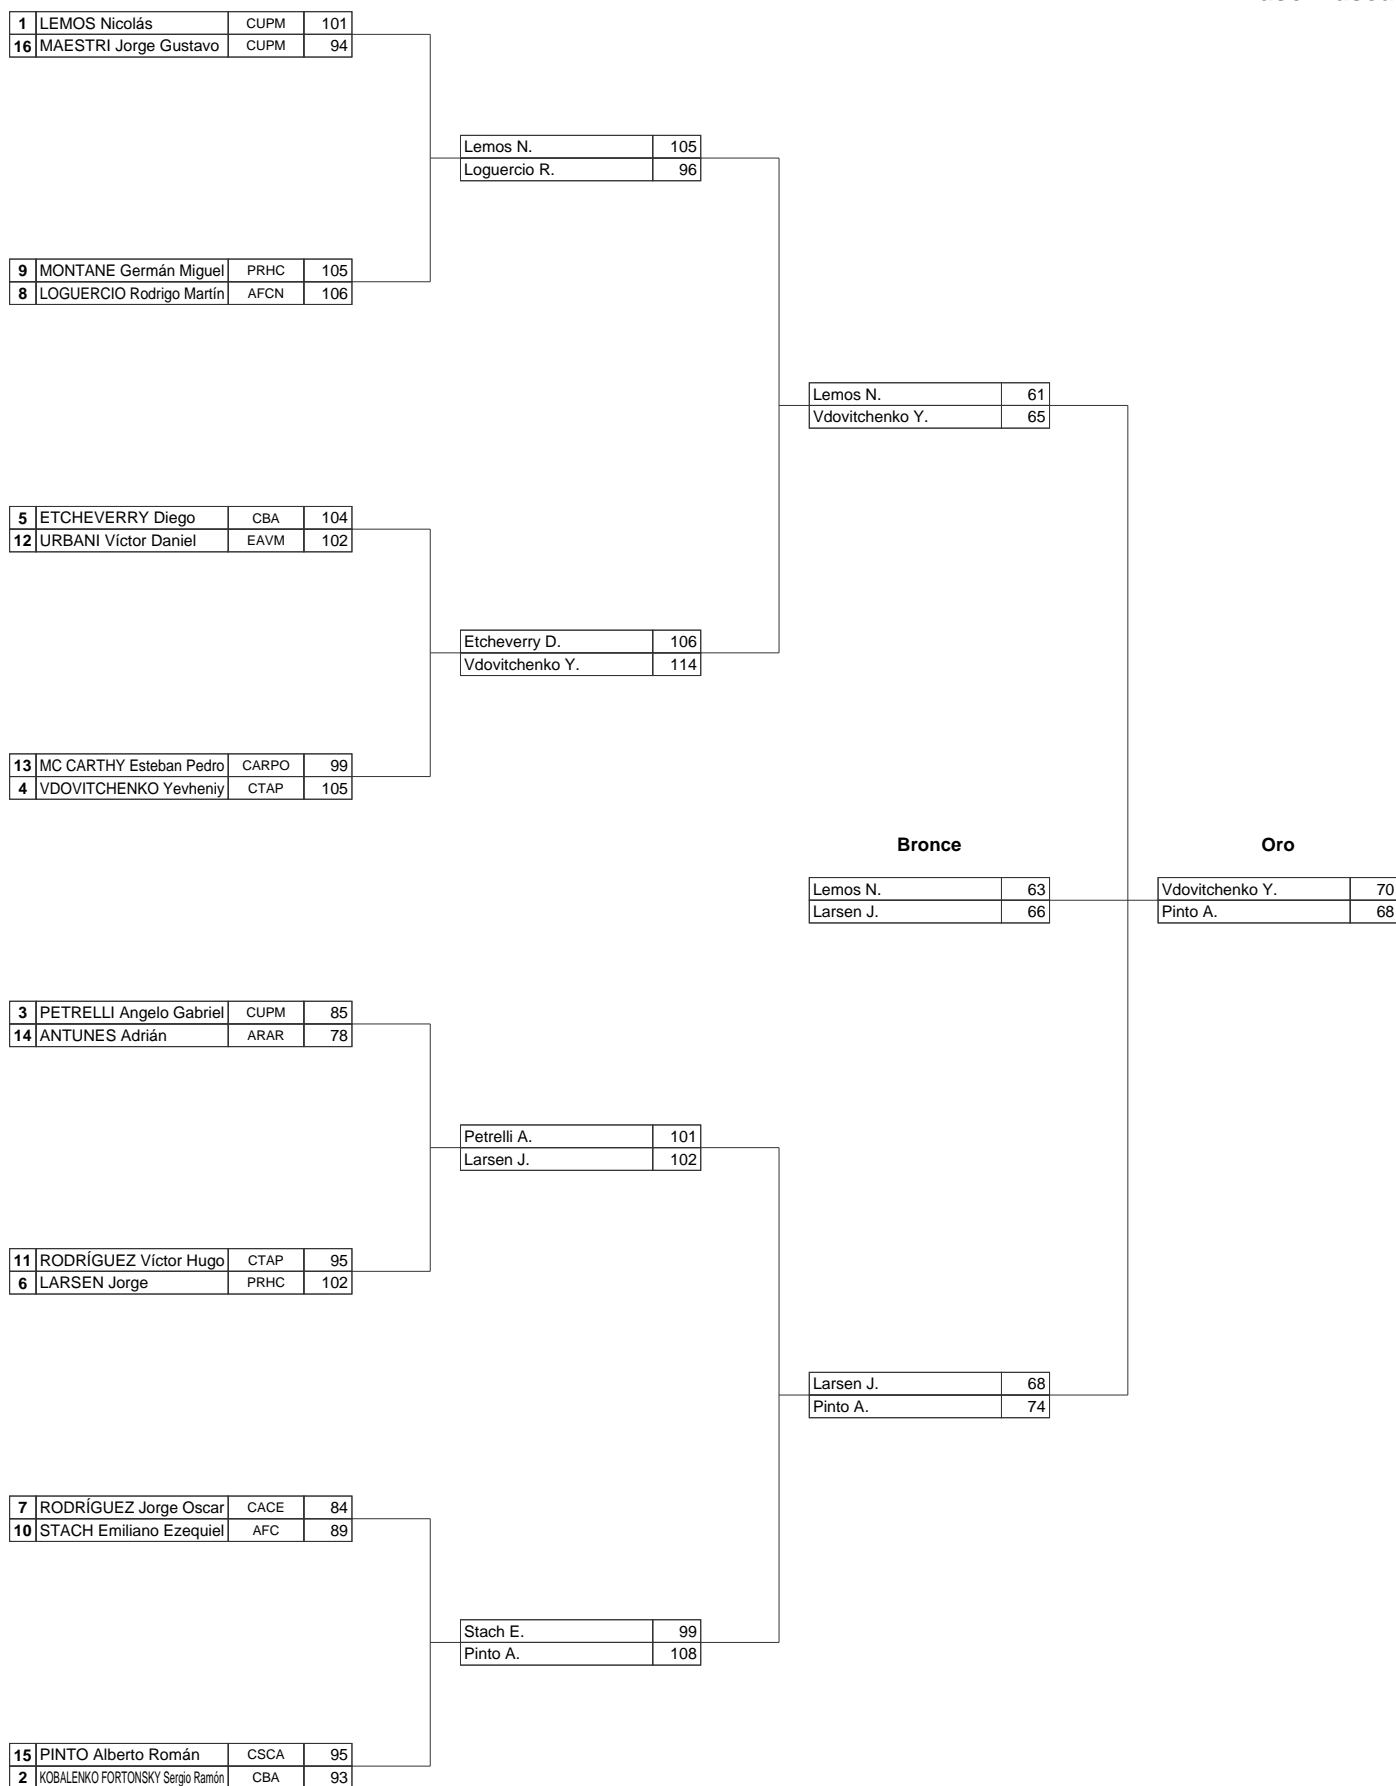 1 LEMOS Nicolás CUPM 101
16 MAESTRI Jorge Gustavo CUPM 94
Lemos N. 105
Loguercio R. 96
9 MONTANE Germán Miguel PRHC 105
8 LOGUERCIO Rodrigo Martín AFCN 106
Lemos N. 61
Vdovitchenko Y. 65
5 ETCHEVERRY Diego CBA 104
12 URBANI Víctor Daniel EAVM 102
Etcheverry D. 106
Vdovitchenko Y. 114
13 MC CARTHY Esteban Pedro CARPO 99
4 VDOVITCHENKO Yevheniy CTAP 105
Bronce Oro
Lemos N. 63 Vdovitchenko Y. 70
Larsen J. 66 Pinto A. 68
3 PETRELLI Angelo Gabriel CUPM 85
14 ANTUNES Adrián ARAR 78
Petrelli A. 101
Larsen J. 102
11 RODRÍGUEZ Víctor Hugo CTAP 95
6 LARSEN Jorge PRHC 102
Larsen J. 68
Pinto A. 74
7 RODRÍGUEZ Jorge Oscar CACE 84
10 STACH Emiliano Ezequiel AFC 89
Stach E. 99
Pinto A. 108
15 PINTO Alberto Román CSCA 95
2 KOBALENKO FORTONSKY Sergio Ramón CBA 93